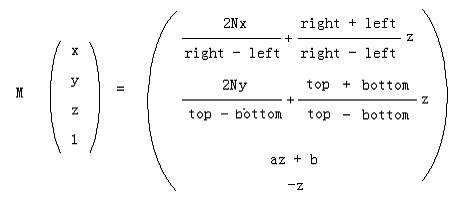 2Nx right + left
x right - left + right - left z
y 2Ny top + bottom
M = top - bottom + top - bottom z
z
1 az + b
-z